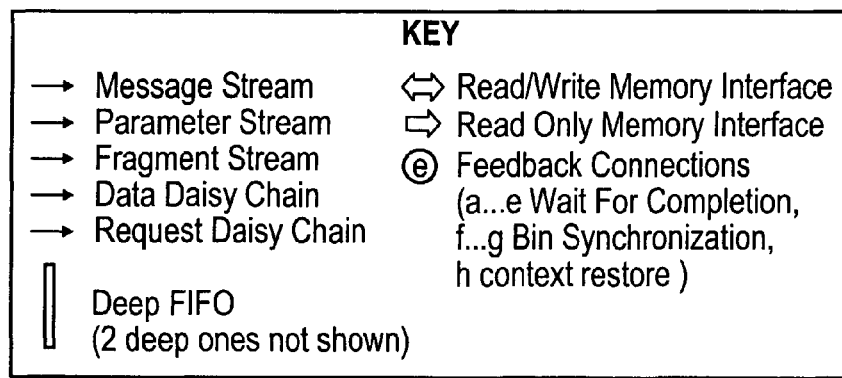 KEY
Message Stream
Parameter Stream
Fragment Stream
Data Daisy Chain
Request Daisy Chain
Deep FIFO
(2 deep ones not shown)
Read/Write Memory Interface
Read Only Memory Interface
e Feedback Connections
(a...e Wait For Completion,
f...g Bin Synchronization,
h context restore )